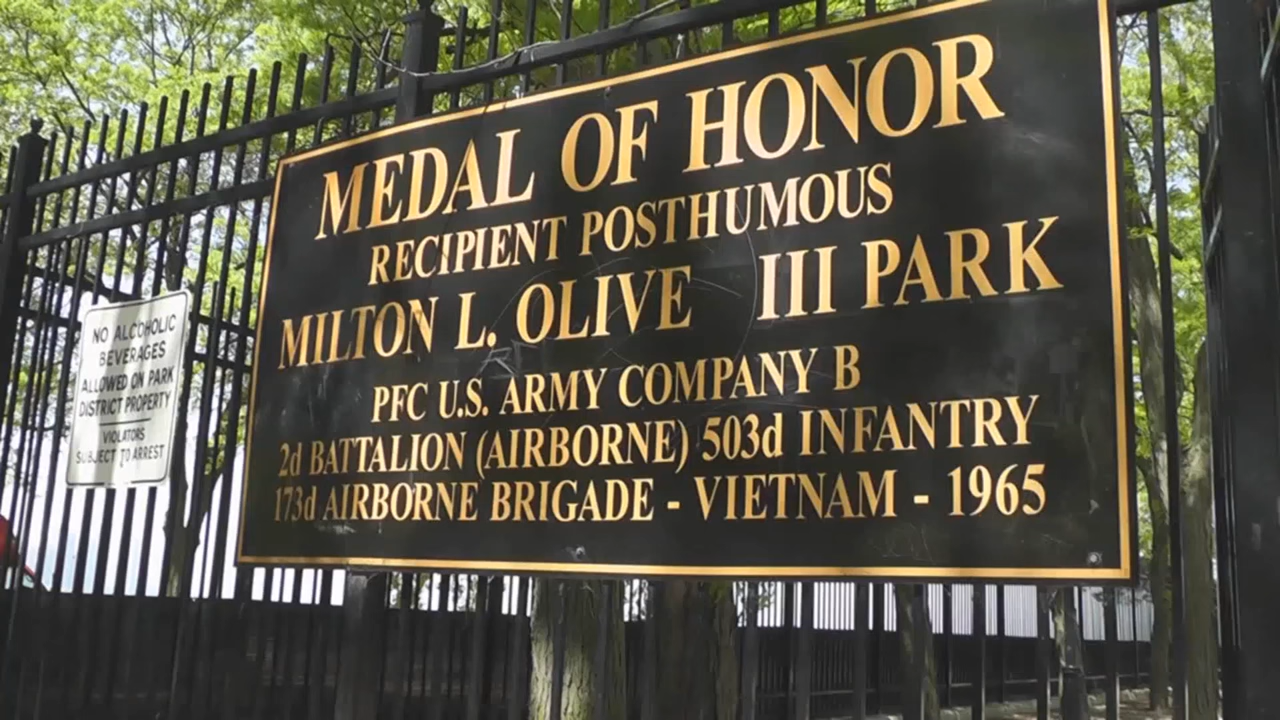 MEDAL OF HONOR
RECIPIENT POSTHUMOUS
MILTON L. OLIVE III PARK
PFC U.S. ARMY COMPANY B
2d BATTALION (AIRBORNE) 503d INFANTRY
173d AIRBORNE BRIGADE - VIETNAM - 1965
NO ALCOHOLIC
BEVERAGES
ALLOWED ON PARK
DISTRICT PROPERTY
VIOLATORS
SUBJECT TO ARREST